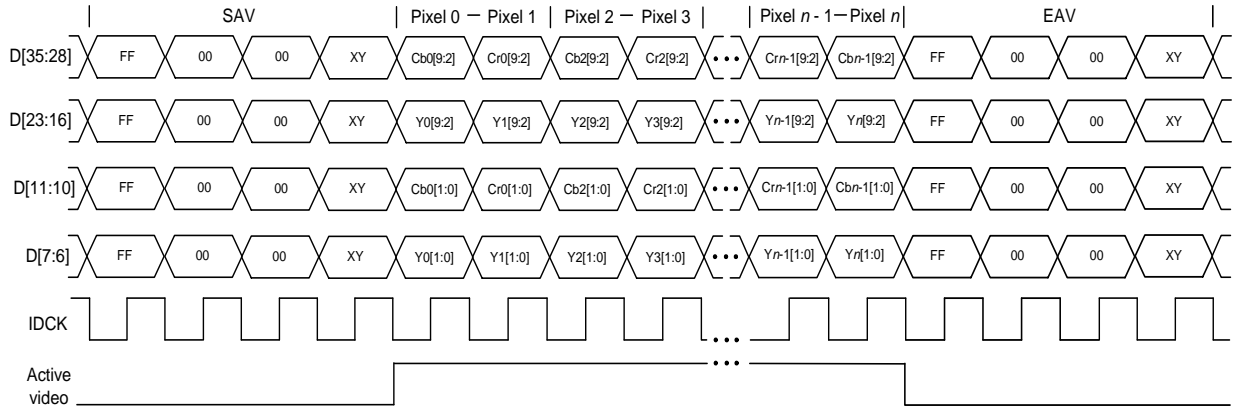 SAV Pixel 0 — Pixel 1 Pixel 2 — Pixel 3 Pixel n - 1 — Pixel n EAV
D[35:28] FF 00 00 XY Cb0[9:2] Cr0[9:2] Cb2[9:2] Cr2[9:2] ••• Crn-1[9:2] Cbn-1[9:2] FF 00 00 XY
D[23:16] FF 00 00 XY Y0[9:2] Y1[9:2] Y2[9:2] Y3[9:2] ••• Yn-1[9:2] Yn[9:2] FF 00 00 XY
D[11:10] FF 00 00 XY Cb0[1:0] Cr0[1:0] Cb2[1:0] Cr2[1:0] ••• Crn-1[1:0] Cbn-1[1:0] FF 00 00 XY
D[7:6] FF 00 00 XY Y0[1:0] Y1[1:0] Y2[1:0] Y3[1:0] ••• Yn-1[1:0] Yn[1:0] FF 00 00 XY
IDCK •••
Active •••
video